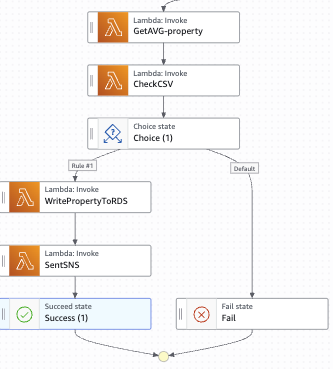 Lambda: Invoke
GetAVG-property
Lambda: Invoke
CheckCSV
Choice state
Choice (1)
Rule #1
Default
Lambda: Invoke
WritePropertyToRDS
Lambda: Invoke
SentSNS
Succeed state
Success (1)
Fail state
Fail